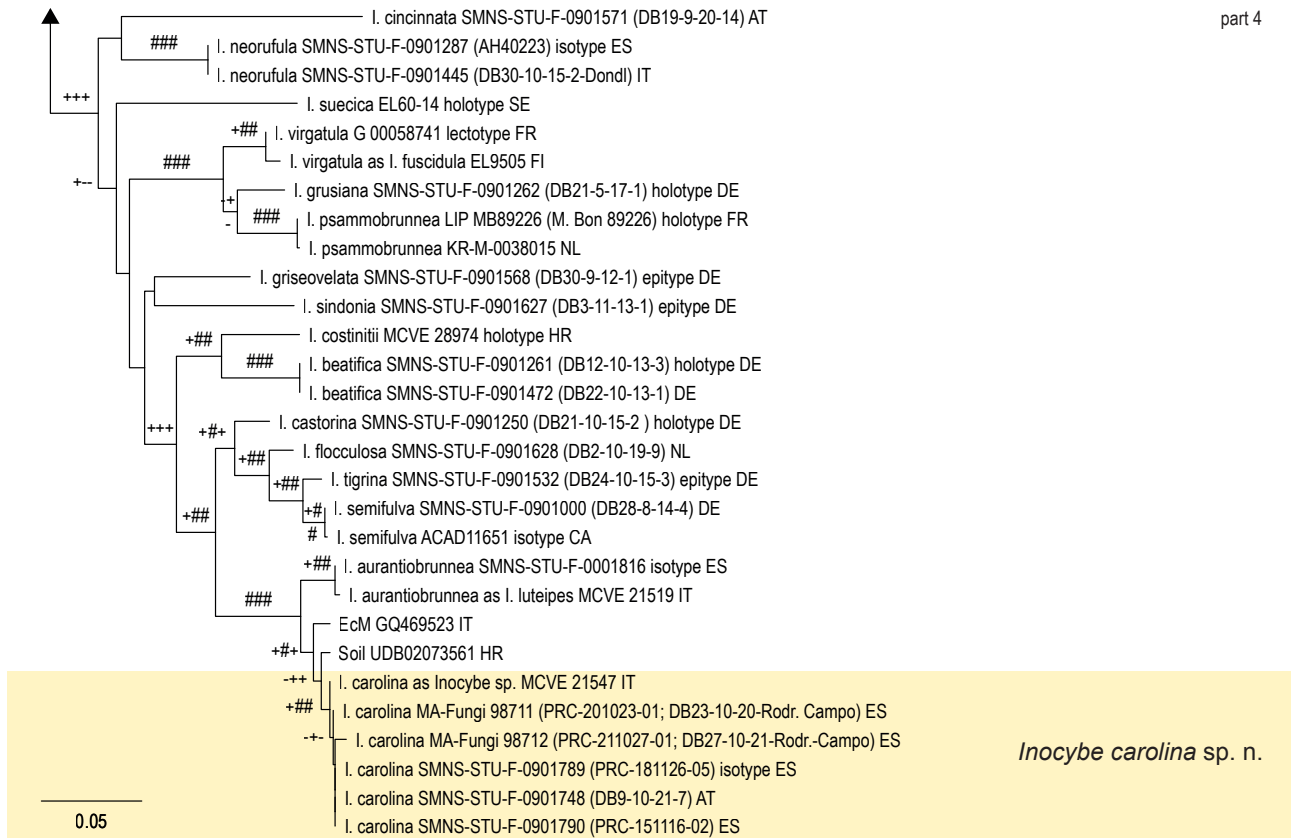 I. cincinnata SMNS-STU-F-0901571 (DB19-9-20-14) AT
part 4
###
I. neorufula SMNS-STU-F-0901287 (AH40223) isotype ES
I. neorufula SMNS-STU-F-0901445 (DB30-10-15-2-Dondl) IT
+++
I. suecica EL60-14 holotype SE
+##
I. virgatula G 00058741 lectotype FR
###
I. virgatula as I. fuscidula EL9505 FI
+--
I. grusiana SMNS-STU-F-0901262 (DB21-5-17-1) holotype DE
-+
-
###
I. psammobrunnea LIP MB89226 (M. Bon 89226) holotype FR
I. psammobrunnea KR-M-0038015 NL
I. griseovelata SMNS-STU-F-0901568 (DB30-9-12-1) epitype DE
I. sindonia SMNS-STU-F-0901627 (DB3-11-13-1) epitype DE
+##
I. costinitii MCVE 28974 holotype HR
###
I. beatifica SMNS-STU-F-0901261 (DB12-10-13-3) holotype DE
I. beatifica SMNS-STU-F-0901472 (DB22-10-13-1) DE
+++
+#+
I. castorina SMNS-STU-F-0901250 (DB21-10-15-2 ) holotype DE
+##
I. flocculosa SMNS-STU-F-0901628 (DB2-10-19-9) NL
+##
I. tigrina SMNS-STU-F-0901532 (DB24-10-15-3) epitype DE
+#
#
I. semifulva SMNS-STU-F-0901000 (DB28-8-14-4) DE
+##
I. semifulva ACAD11651 isotype CA
+##
I. aurantiobrunnea SMNS-STU-F-0001816 isotype ES
###
I. aurantiobrunnea as I. luteipes MCVE 21519 IT
EcM GQ469523 IT
+#+
Soil UDB02073561 HR
-++
I. carolina as Inocybe sp. MCVE 21547 IT
+##
I. carolina MA-Fungi 98711 (PRC-201023-01; DB23-10-20-Rodr. Campo) ES
-+-
I. carolina MA-Fungi 98712 (PRC-211027-01; DB27-10-21-Rodr.-Campo) ES
Inocybe carolina sp. n.
I. carolina SMNS-STU-F-0901789 (PRC-181126-05) isotype ES
I. carolina SMNS-STU-F-0901748 (DB9-10-21-7) AT
0.05
I. carolina SMNS-STU-F-0901790 (PRC-151116-02) ES